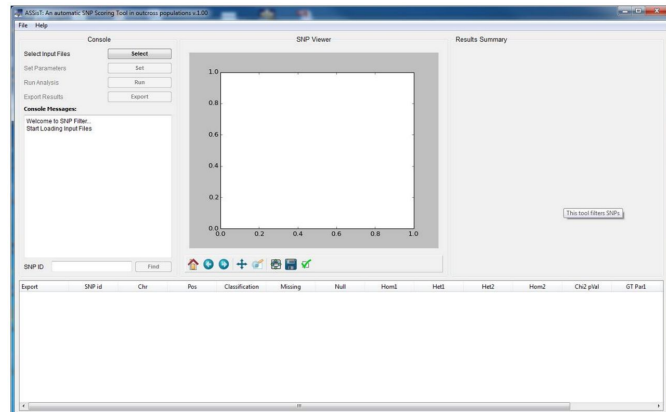 ASSisT: An automatic SNP Scoring Tool in outcross populations v.1.00
File Help
Console
SNP Viewer
Results Summary
Select Input Files Select
Set Parameters Set
Run Analysis Run
Export Results Export
Console Messages:
Welcome to SNP Filter...
Start Loading Input Files
1.0
0.8
0.6
0.4
0.2
0.0
0.0 0.2 0.4 0.6 0.8 1.0
This tool filters SNPs
SNP ID Find
Export SNP id Chr Pos Classification Missing Null Hom1 Het1 Het2 Hom2 Chi2 pVal GT Par1